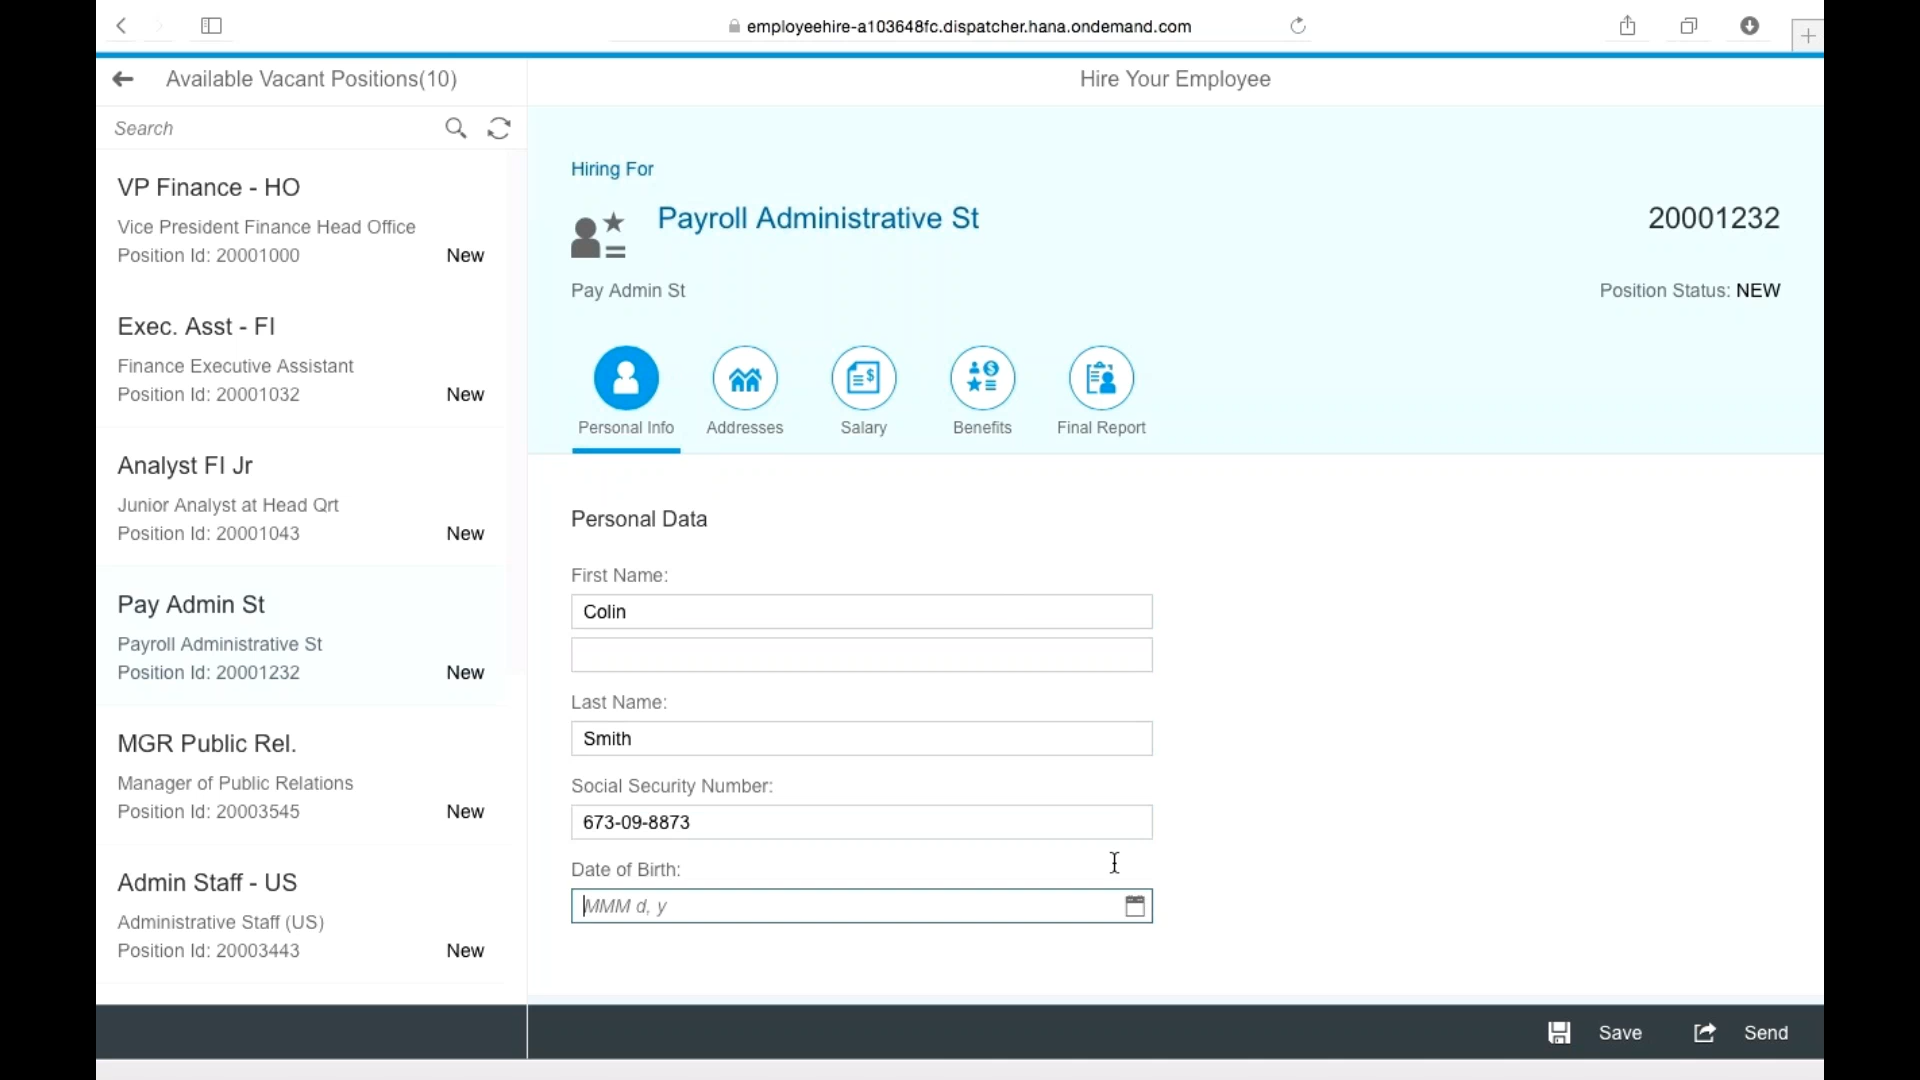 employeehire-a103648fc.dispatcher.hana.ondemand.com
Available Vacant Positions(10)
Hire Your Employee
Search
VP Finance - HO
Vice President Finance Head Office
Position Id: 20001000
New
Exec. Asst - FI
Finance Executive Assistant
Position Id: 20001032
New
Analyst FI Jr
Junior Analyst at Head Qrt
Position Id: 20001043
New
Pay Admin St
Payroll Administrative St
Position Id: 20001232
New
MGR Public Rel.
Manager of Public Relations
Position Id: 20003545
New
Admin Staff - US
Administrative Staff (US)
Position Id: 20003443
New
Hiring For
Payroll Administrative St
20001232
Pay Admin St
Position Status: NEW
Personal Info
Addresses
Salary
Benefits
Final Report
Personal Data
First Name:
Colin
Last Name:
Smith
Social Security Number:
673-09-8873
Date of Birth:
MMM d, y
Save
Send